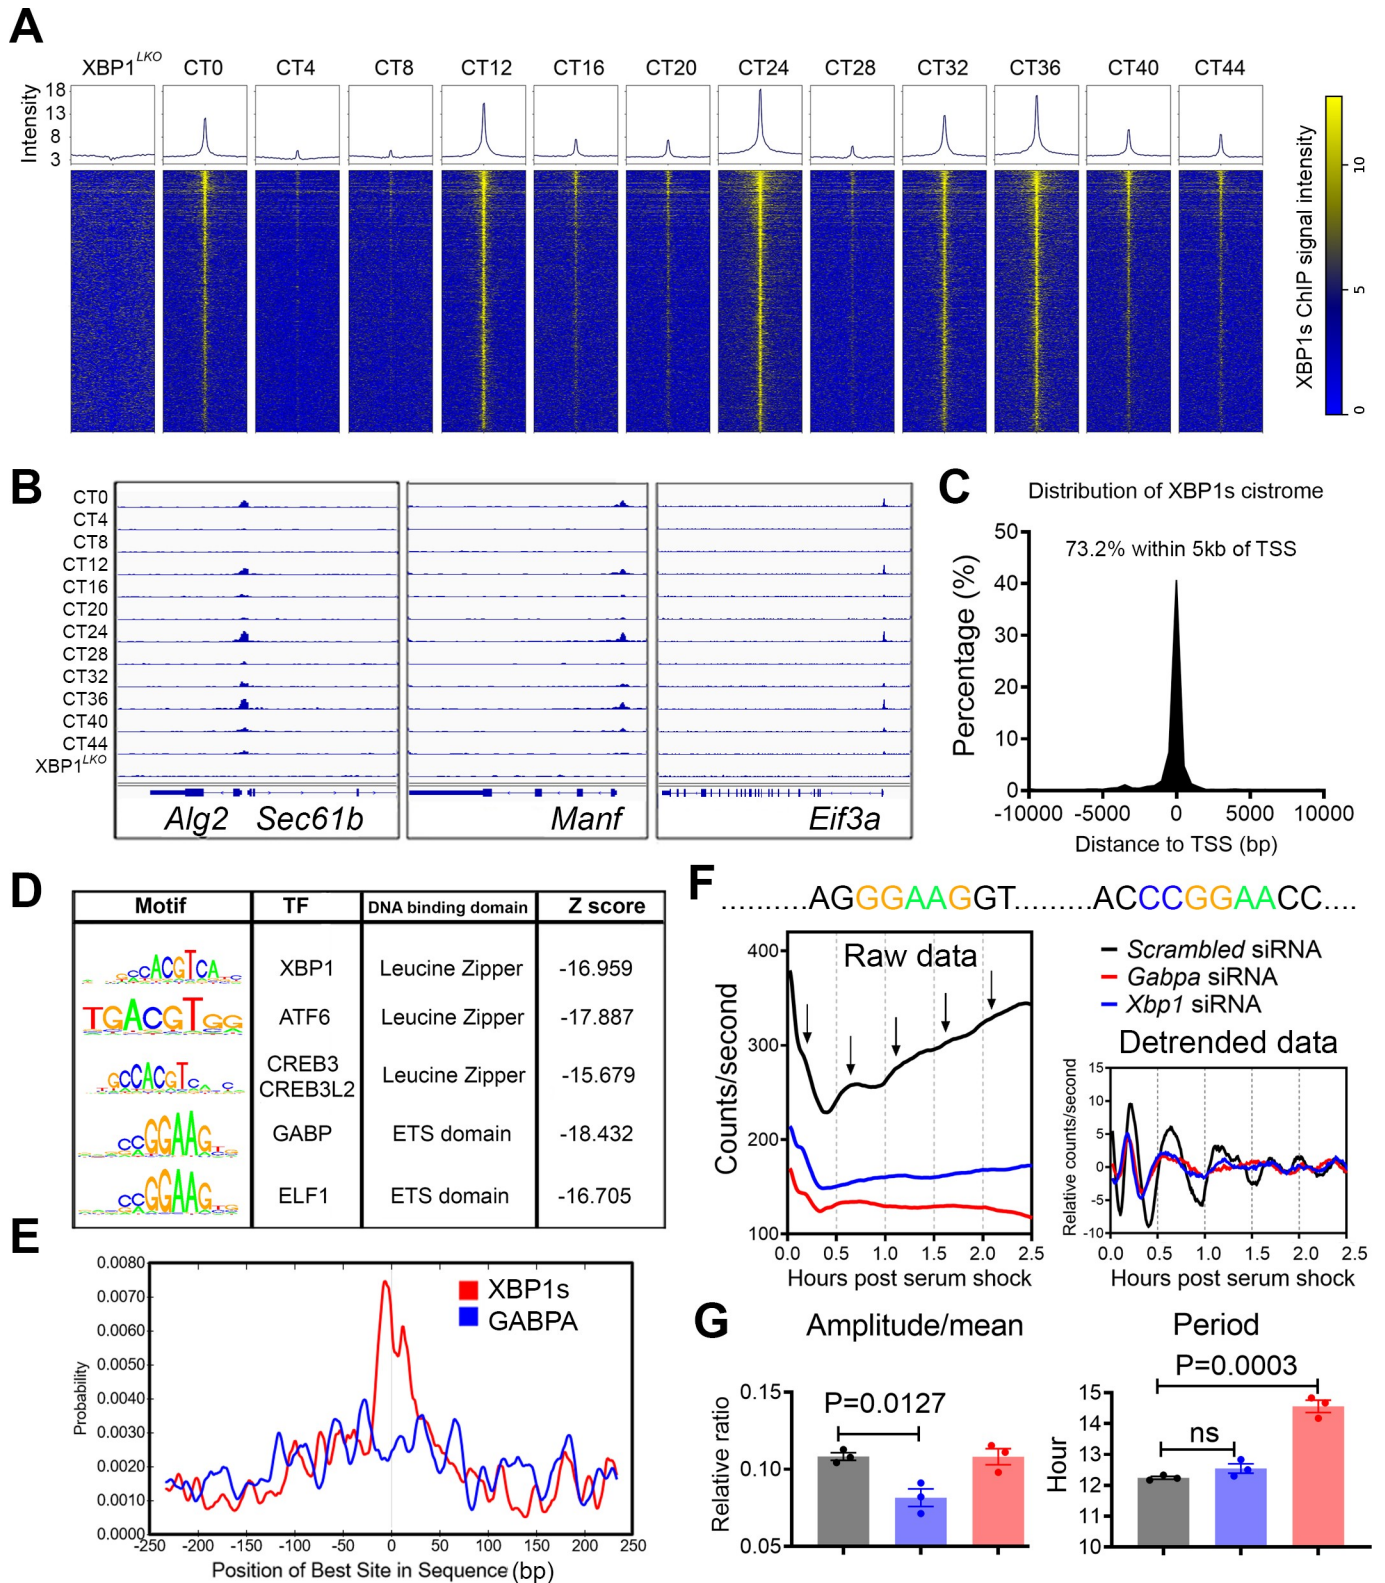 A
XBP1LKO CT0 CT4 CT8 CT12 CT16 CT20 CT24 CT28 CT32 CT36 CT40 CT44
Intensity
18
13
8
3
XBP1s ChIP signal intensity
10
5
0
B
CT0
CT4
CT8
CT12
CT16
CT20
CT24
CT28
CT32
CT36
CT40
CT44
XBP1LKO
Alg2 Sec61b Manf Eif3a
C
Distribution of XBP1s cistrome
73.2% within 5kb of TSS
Percentage (%)
50
40
30
20
10
0
-10000 -5000 0 5000 10000
Distance to TSS (bp)
D
Motif TF DNA binding domain Z score
XBP1 Leucine Zipper -16.959
TGACGTGG ATF6 Leucine Zipper -17.887
CREB3
CREB3L2 Leucine Zipper -15.679
CCGGAAG GABP ETS domain -18.432
CCGGAAG ELF1 ETS domain -16.705
E
Probability
0.0080
0.0070
0.0060
0.0050
0.0040
0.0030
0.0020
0.0010
0.0000
XBP1s
GABPA
-250 -200 -150 -100 -50 0 50 100 150 200 250
Position of Best Site in Sequence (bp)
F
..........AGGGAAGGT.........ACCCGGAACC....
Raw data
Counts/second
400
300
200
100
0.0 0.5 1.0 1.5 2.0 2.5
Hours post serum shock
Scrambled siRNA
Gabpa siRNA
Xbp1 siRNA
Detrended data
Relative counts/second
15
10
5
0
-5
-10
0.0 0.5 1.0 1.5 2.0 2.5
Hours post serum shock
G
Amplitude/mean
P=0.0127
Relative ratio
0.15
0.10
0.05
Period
P=0.0003
ns
Hour
15
14
13
12
11
10